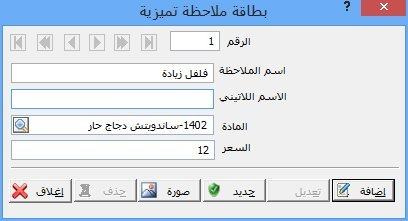 بطاقة ملاحظة تميزية
الرقم 1
اسم الملاحظة فلفل زيادة
الاسم اللاتيني
المادة 1402-ساندويتش دجاج حار
السعر 12
إضافة تعديل جديد صورة حذف إغلاق